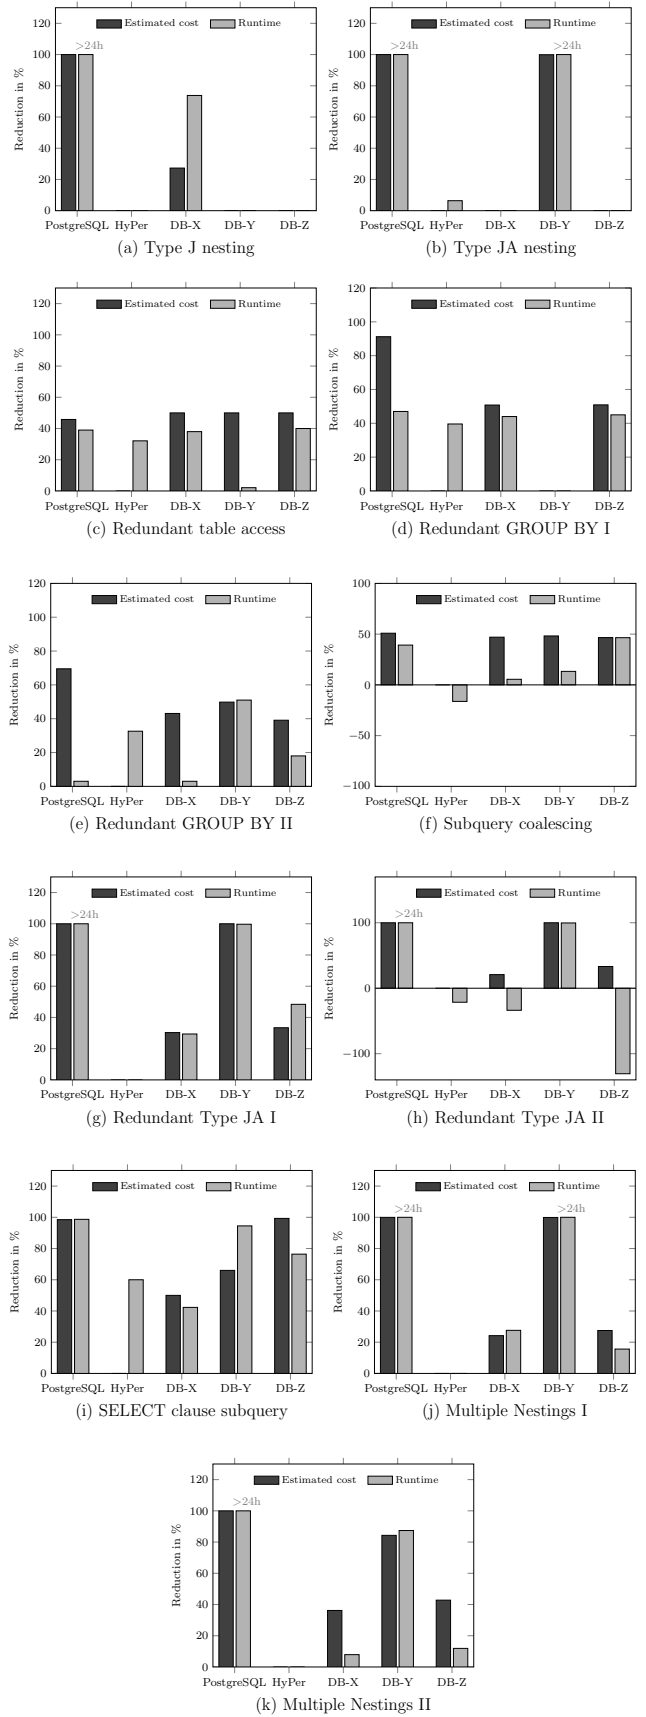 Estimated cost Runtime
120
>24h
100
80
60
40
20
0
Reduction in %
PostgreSQL HyPer DB-X DB-Y DB-Z
(a) Type J nesting
Estimated cost Runtime
120
>24h >24h
100
80
60
40
20
0
Reduction in %
PostgreSQL HyPer DB-X DB-Y DB-Z
(b) Type JA nesting
Estimated cost Runtime
120
100
80
60
40
20
0
Reduction in %
PostgreSQL HyPer DB-X DB-Y DB-Z
(c) Redundant table access
Estimated cost Runtime
120
100
80
60
40
20
0
Reduction in %
PostgreSQL HyPer DB-X DB-Y DB-Z
(d) Redundant GROUP BY I
120
Estimated cost Runtime
100
80
60
40
20
0
Reduction in %
PostgreSQL HyPer DB-X DB-Y DB-Z
(e) Redundant GROUP BY II
100
Estimated cost Runtime
50
0
−50
−100
Reduction in %
PostgreSQL HyPer DB-X DB-Y DB-Z
(f) Subquery coalescing
Estimated cost Runtime
120
>24h
100
80
60
40
20
0
Reduction in %
PostgreSQL HyPer DB-X DB-Y DB-Z
(g) Redundant Type JA I
Estimated cost Runtime
>24h
100
0
−100
Reduction in %
PostgreSQL HyPer DB-X DB-Y DB-Z
(h) Redundant Type JA II
Estimated cost Runtime
120
100
80
60
40
20
0
Reduction in %
PostgreSQL HyPer DB-X DB-Y DB-Z
(i) SELECT clause subquery
Estimated cost Runtime
120
>24h >24h
100
80
60
40
20
0
Reduction in %
PostgreSQL HyPer DB-X DB-Y DB-Z
(j) Multiple Nestings I
Estimated cost Runtime
120
>24h
100
80
60
40
20
0
Reduction in %
PostgreSQL HyPer DB-X DB-Y DB-Z
(k) Multiple Nestings II